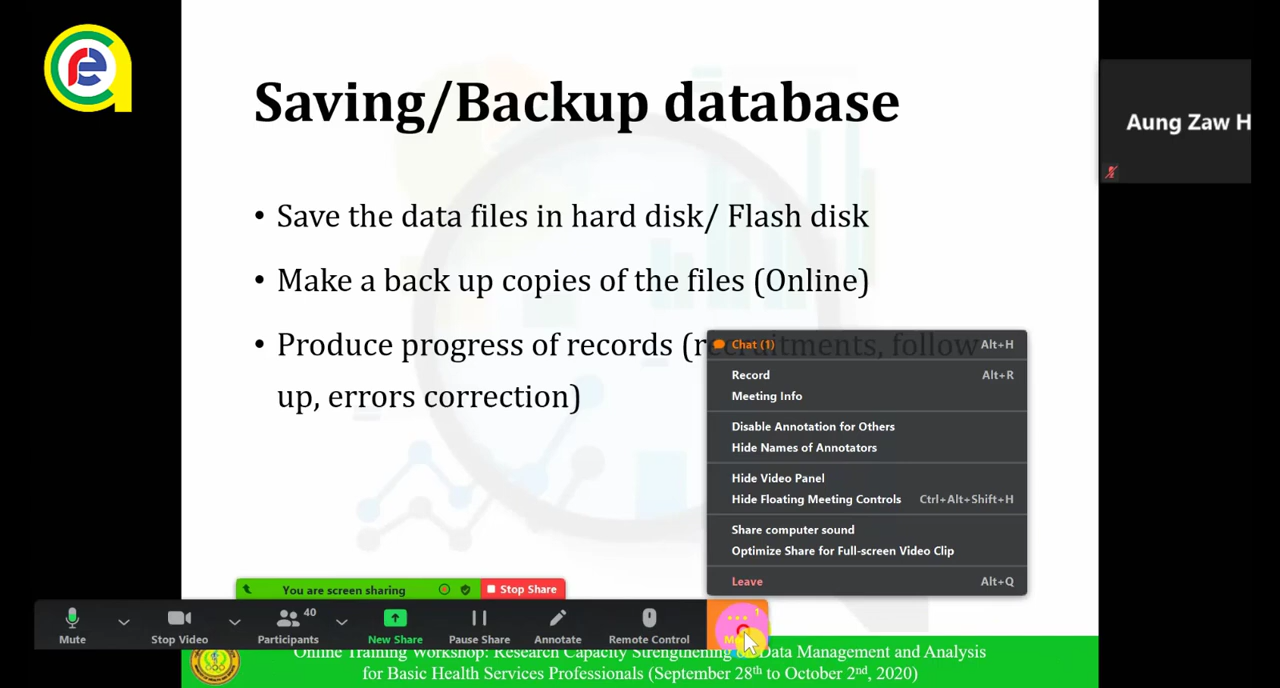 Saving/Backup database
Aung Zaw H
• Save the data files in hard disk/ Flash disk
• Make a back up copies of the files (Online)
• Produce progress of records (recruitments, follow
up, errors correction)
Chat (1) Alt+H
Record Alt+R
Meeting Info
Disable Annotation for Others
Hide Names of Annotators
Hide Video Panel
Hide Floating Meeting Controls Ctrl+Alt+Shift+H
Share computer sound
Optimize Share for Full-screen Video Clip
Leave Alt+Q
You are screen sharing Stop Share
40 1
Mute Stop Video Participants New Share Pause Share Annotate Remote Control
Online Training Workshop: Research Capacity Strengthening Data Management and Analysis
for Basic Health Services Professionals (September 28th to October 2nd, 2020)